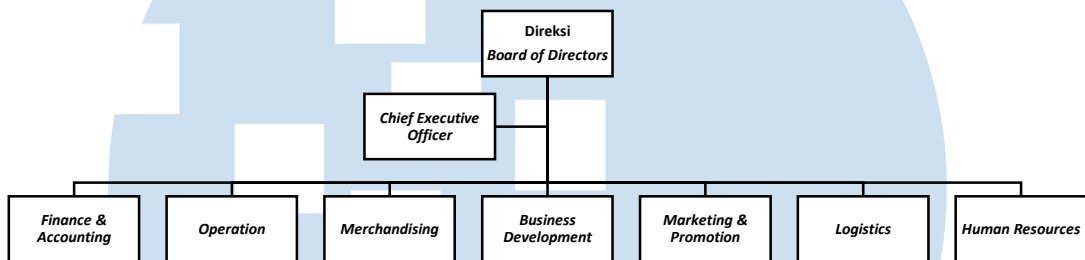 Direksi
Board of Directors
Chief Executive
Officer
Finance &
Accounting
Operation
Merchandising
Business
Development
Marketing &
Promotion
Logistics
Human Resources